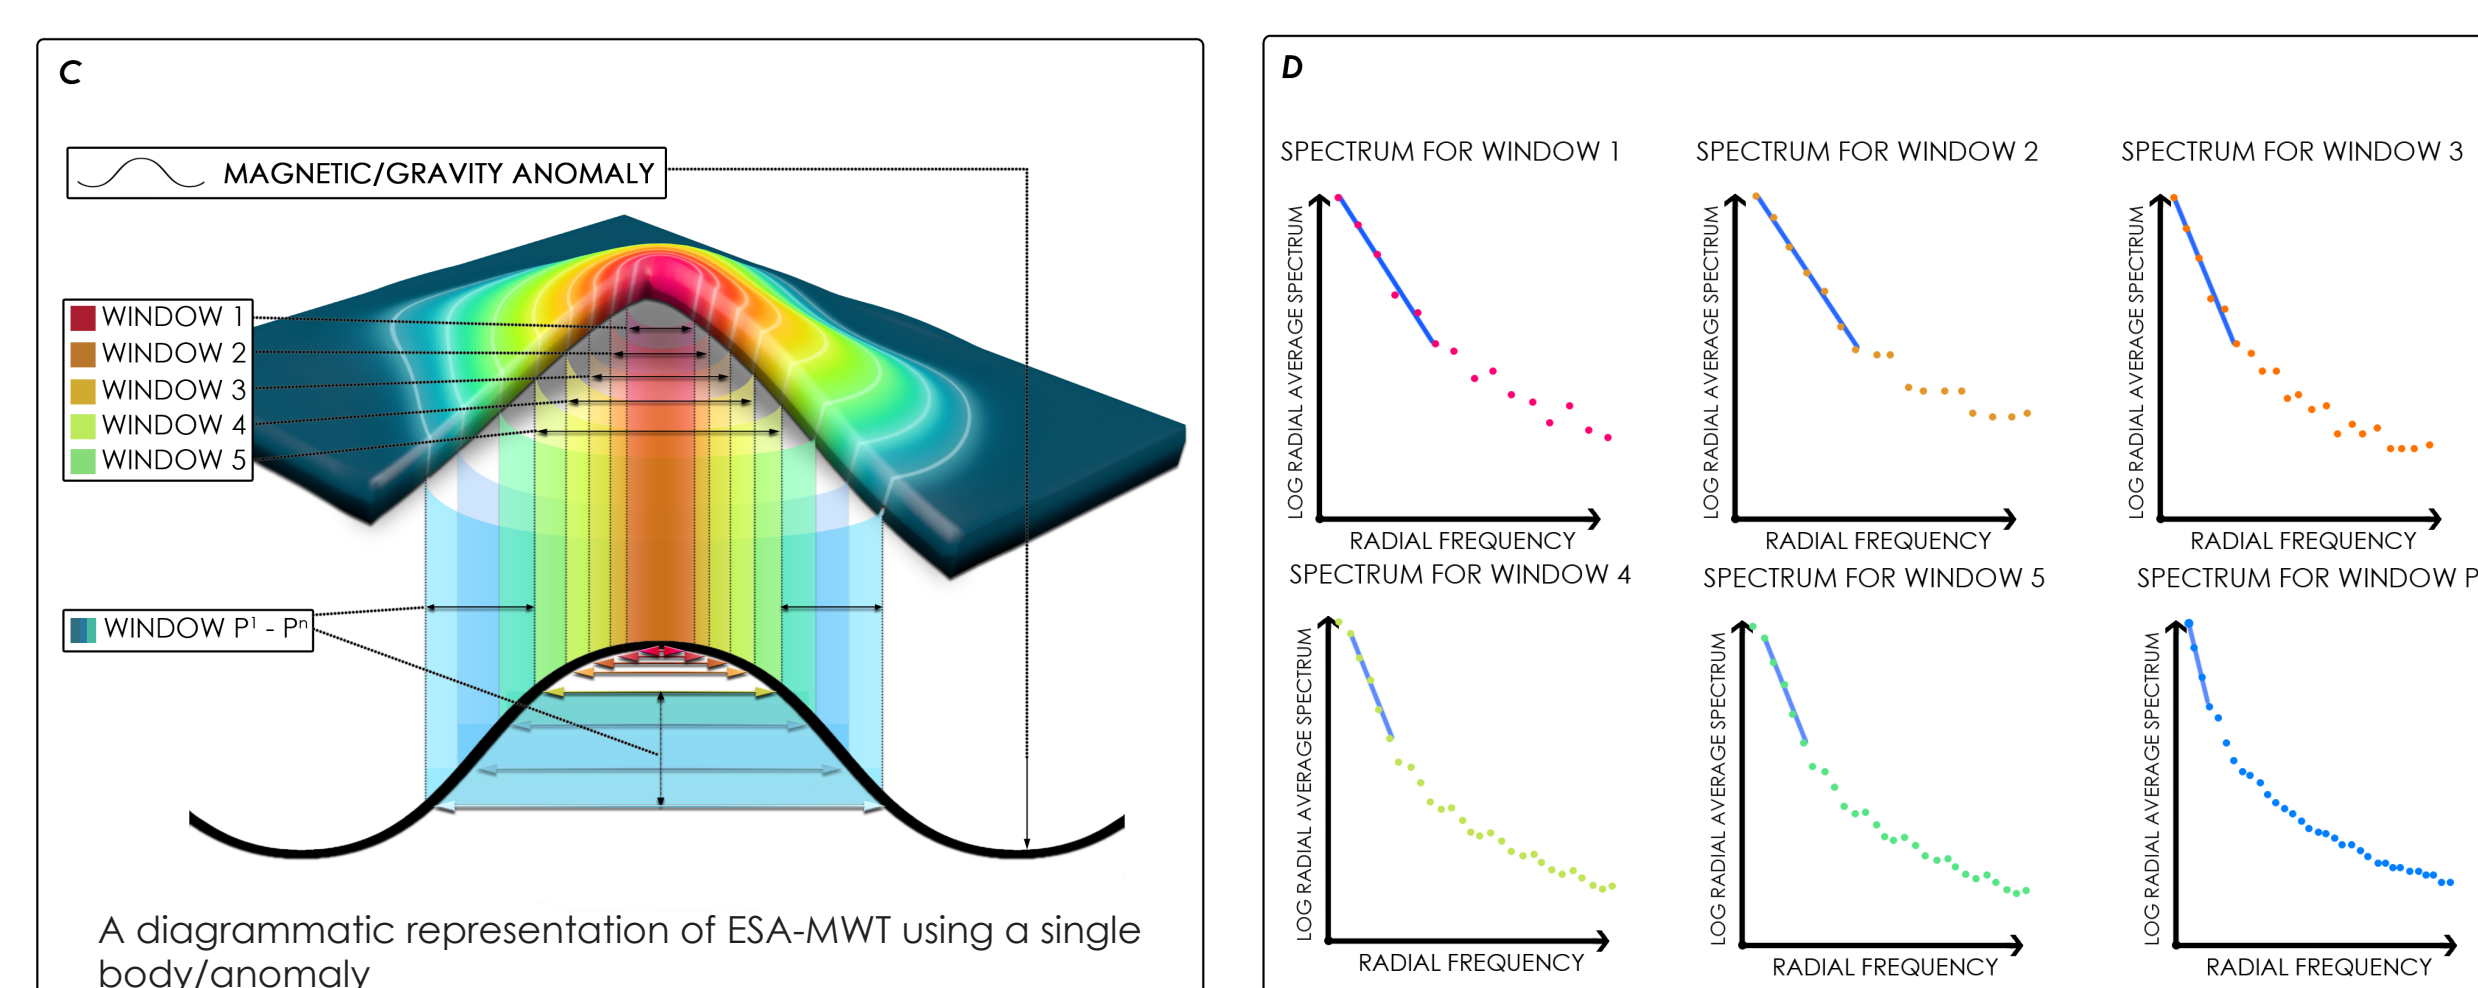 C
MAGNETIC/GRAVITY ANOMALY
WINDOW 1
WINDOW 2
WINDOW 3
WINDOW 4
WINDOW 5
WINDOW P¹ - Pⁿ
A diagrammatic representation of ESA-MWT using a single
body/anomaly
D
SPECTRUM FOR WINDOW 1
LOG RADIAL AVERAGE SPECTRUM
RADIAL FREQUENCY
SPECTRUM FOR WINDOW 2
LOG RADIAL AVERAGE SPECTRUM
RADIAL FREQUENCY
SPECTRUM FOR WINDOW 3
LOG RADIAL AVERAGE SPECTRUM
RADIAL FREQUENCY
SPECTRUM FOR WINDOW 4
LOG RADIAL AVERAGE SPECTRUM
RADIAL FREQUENCY
SPECTRUM FOR WINDOW 5
LOG RADIAL AVERAGE SPECTRUM
RADIAL FREQUENCY
SPECTRUM FOR WINDOW P
LOG RADIAL AVERAGE SPECTRUM
RADIAL FREQUENCY